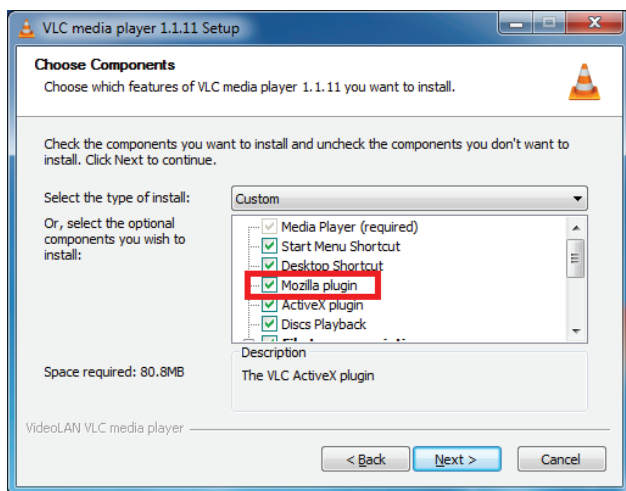 VLC media player 1.1.11 Setup
Choose Components
Choose which features of VLC media player 1.1.11 you want to install.
Check the components you want to install and uncheck the components you don't want to
install. Click Next to continue.
Select the type of install:
Custom
Or, select the optional
components you wish to
install:
Media Player (required)
Start Menu Shortcut
Desktop Shortcut
Mozilla plugin
ActiveX plugin
Discs Playback
Space required: 80.8MB
Description
The VLC ActiveX plugin
VideoLAN VLC media player
< Back
Next >
Cancel